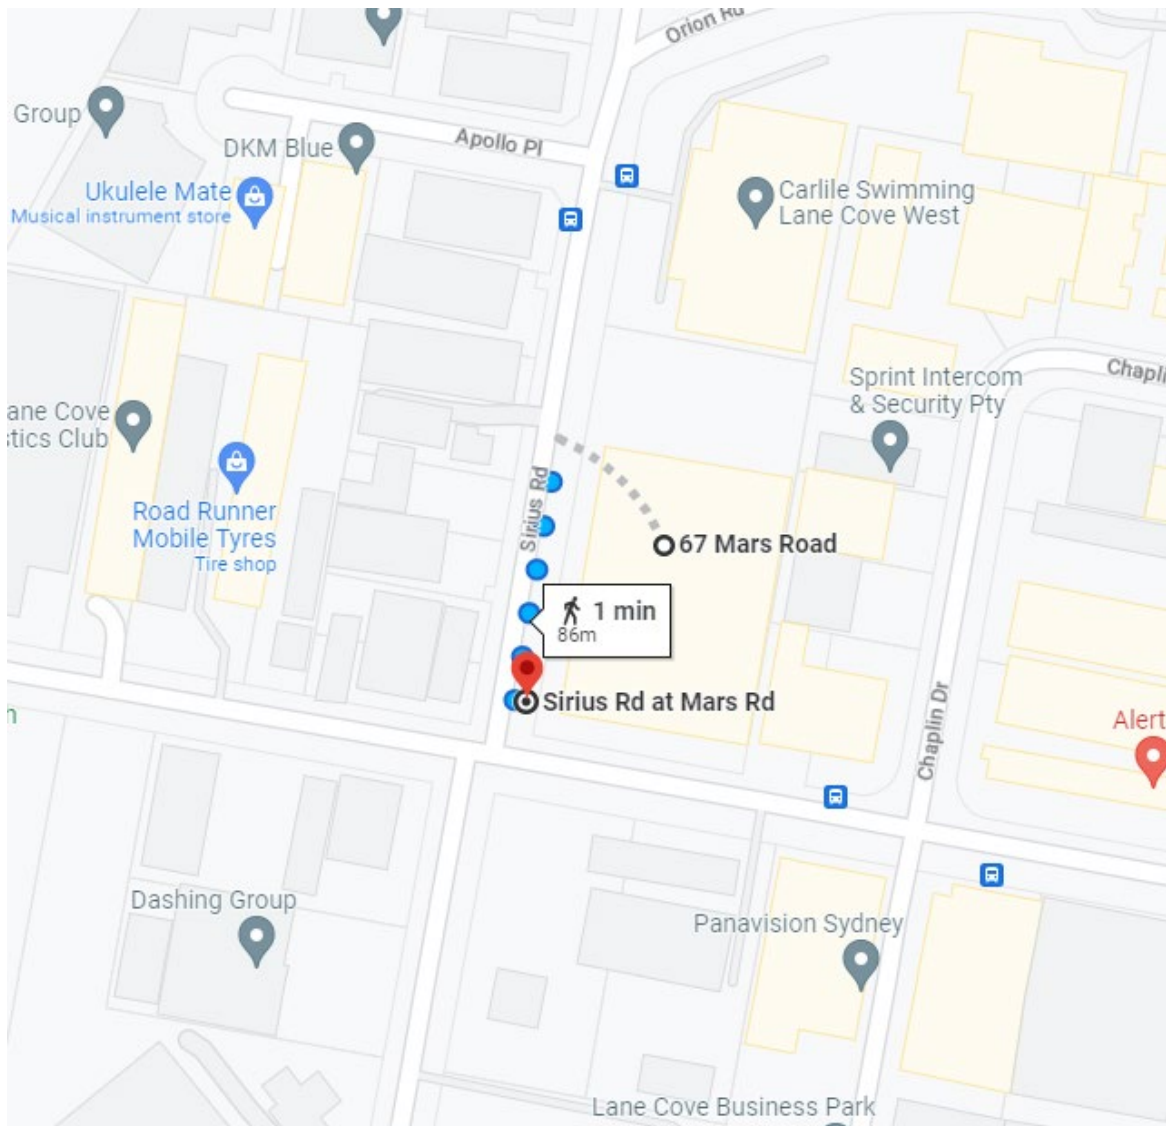 Orion Rd
Group
Apollo Pl
DKM Blue
Ukulele Mate
Musical instrument store
Carlile Swimming
Lane Cove West
Chapli
Sprint Intercom
& Security Pty
ane Cove
stics Club
Sirius Rd
Road Runner
Mobile Tyres
Tire shop
67 Mars Road
1 min
86m
Sirius Rd at Mars Rd
n
Chaplin Dr
Alert
Dashing Group
Panavision Sydney
Lane Cove Business Park